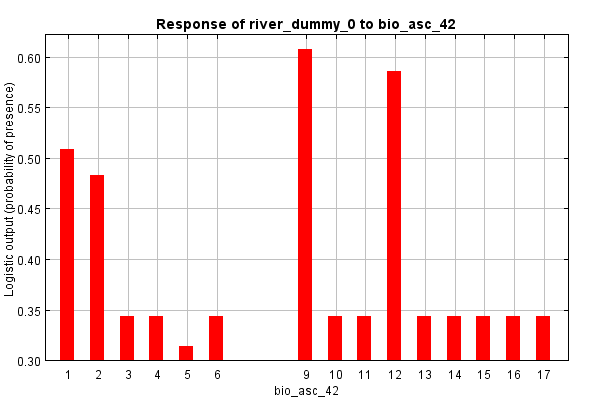 Response of river_dummy_0 to bio_asc_42
Logistic output (probability of presence)
0.60
0.55
0.50
0.45
0.40
0.35
0.30
1 2 3 4 5 6 9 10 11 12 13 14 15 16 17
bio_asc_42